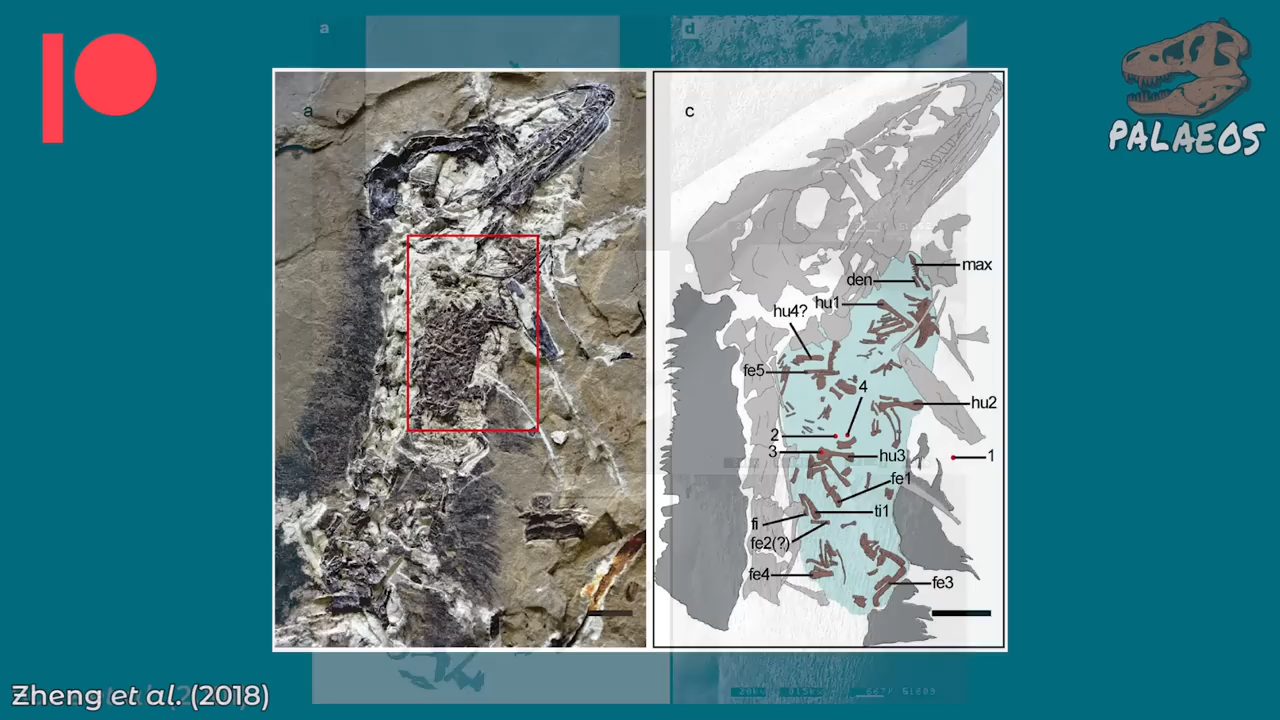 a
d
PALAEOS
a
c
max
den
hu1
hu4?
fe5
4
hu2
2
3
hu3
1
fe1
ti1
fi
fe2(?)
fe4
fe3
Zheng et al. (2018)